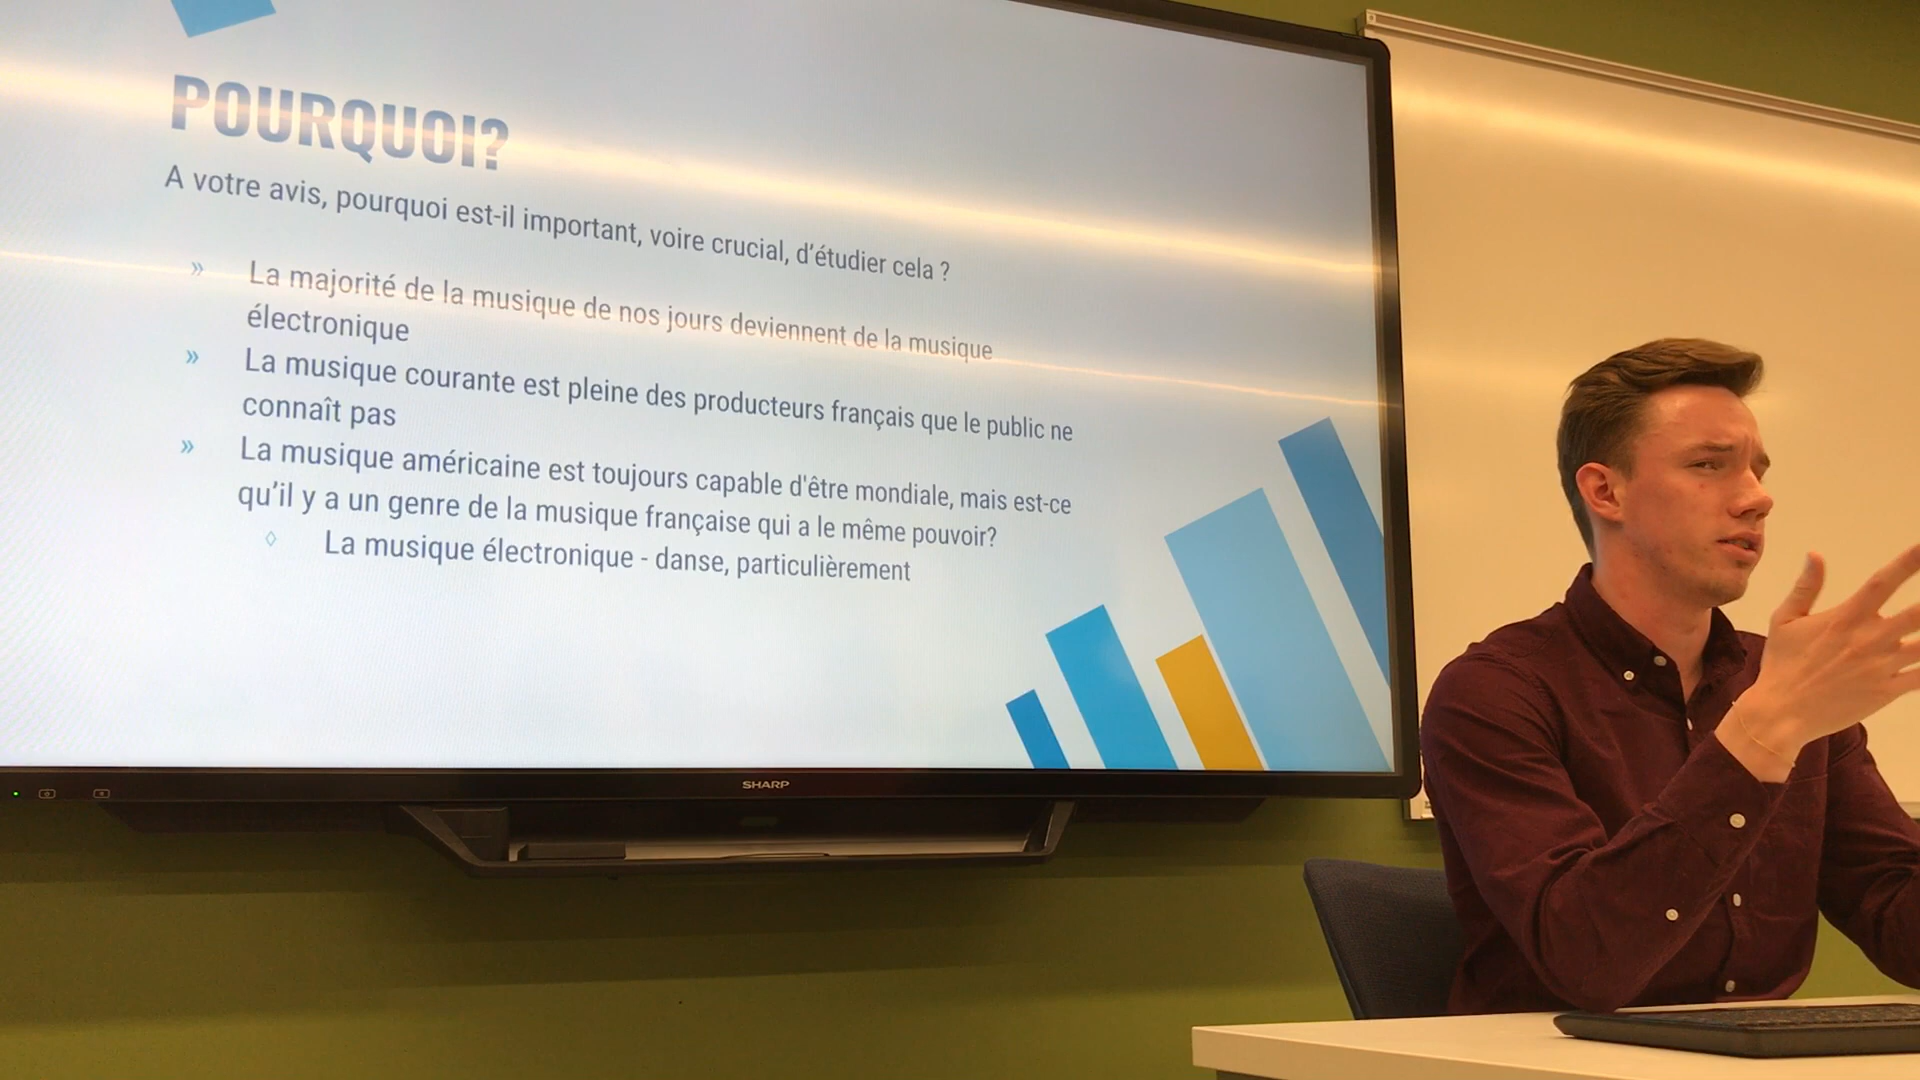 POURQUOI?
A votre avis, pourquoi est-il important, voire crucial, d'étudier cela ?
» La majorité de la musique de nos jours deviennent de la musique
électronique
» La musique courante est pleine des producteurs français que le public ne
connaît pas
» La musique américaine est toujours capable d'être mondiale, mais est-ce
qu'il y a un genre de la musique française qui a le même pouvoir?
◊ La musique électronique - danse, particulièrement
SHARP